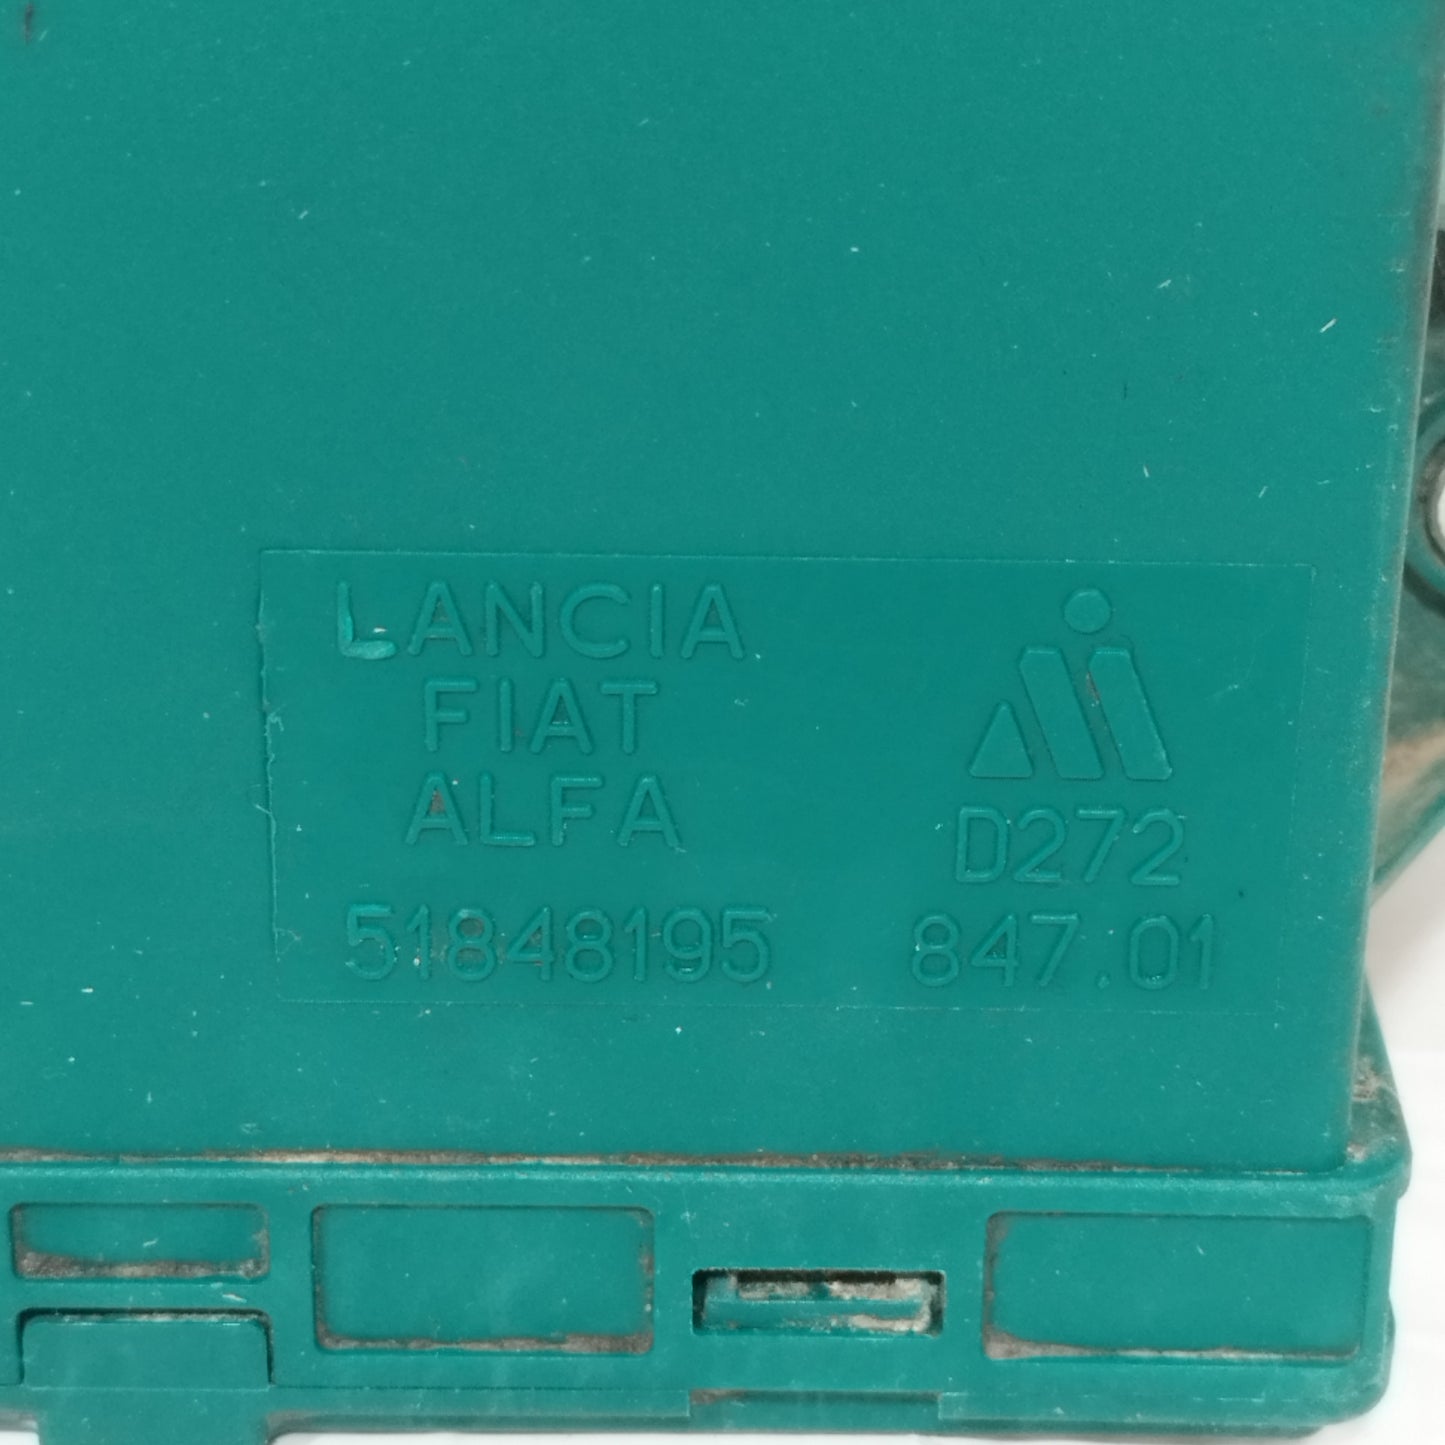 LANCIA
FIAT
ALFA
51848195
D272
847.01